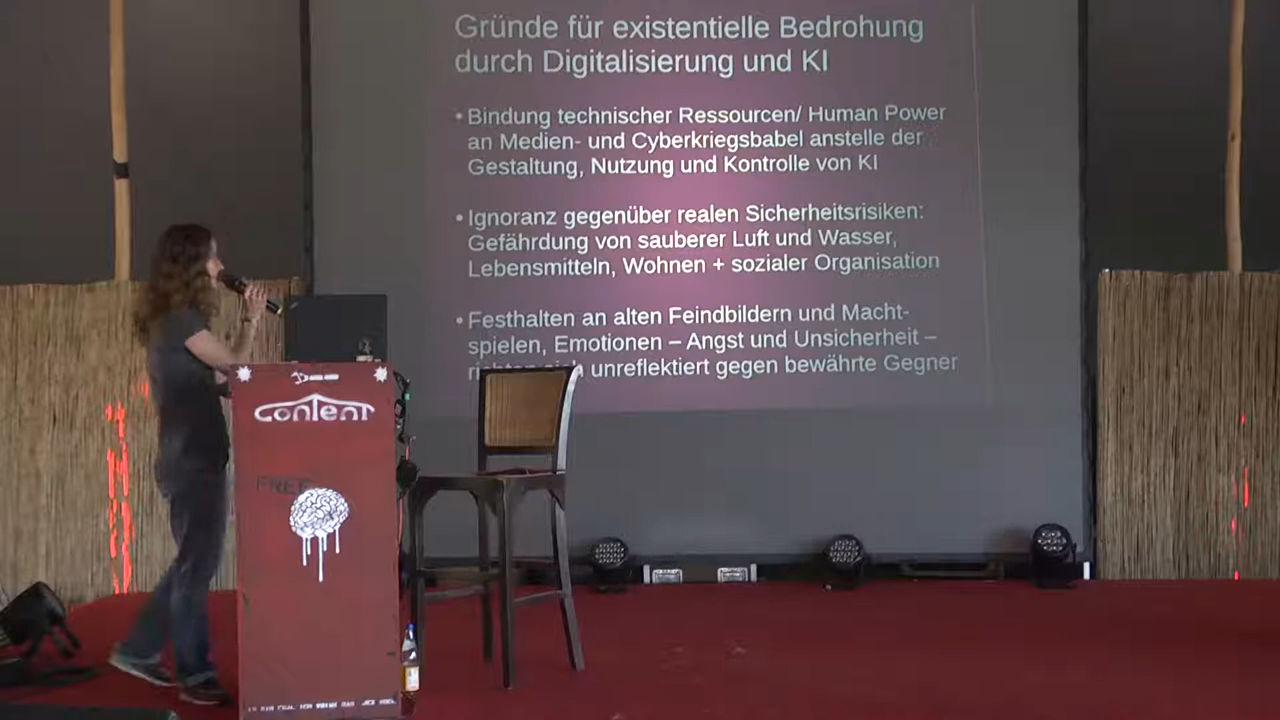 Gründe für existentielle Bedrohung
durch Digitalisierung und KI
• Bindung technischer Ressourcen/ Human Power
an Medien- und Cyberkriegsbabel anstelle der
Gestaltung, Nutzung und Kontrolle von KI
• Ignoranz gegenüber realen Sicherheitsrisiken:
Gefährdung von sauberer Luft und Wasser,
Lebensmitteln, Wohnen + sozialer Organisation
• Festhalten an alten Feindbildern und Macht-
spielen, Emotionen – Angst und Unsicherheit –
unreflektiert gegen bewährte Gegner
content
FREE